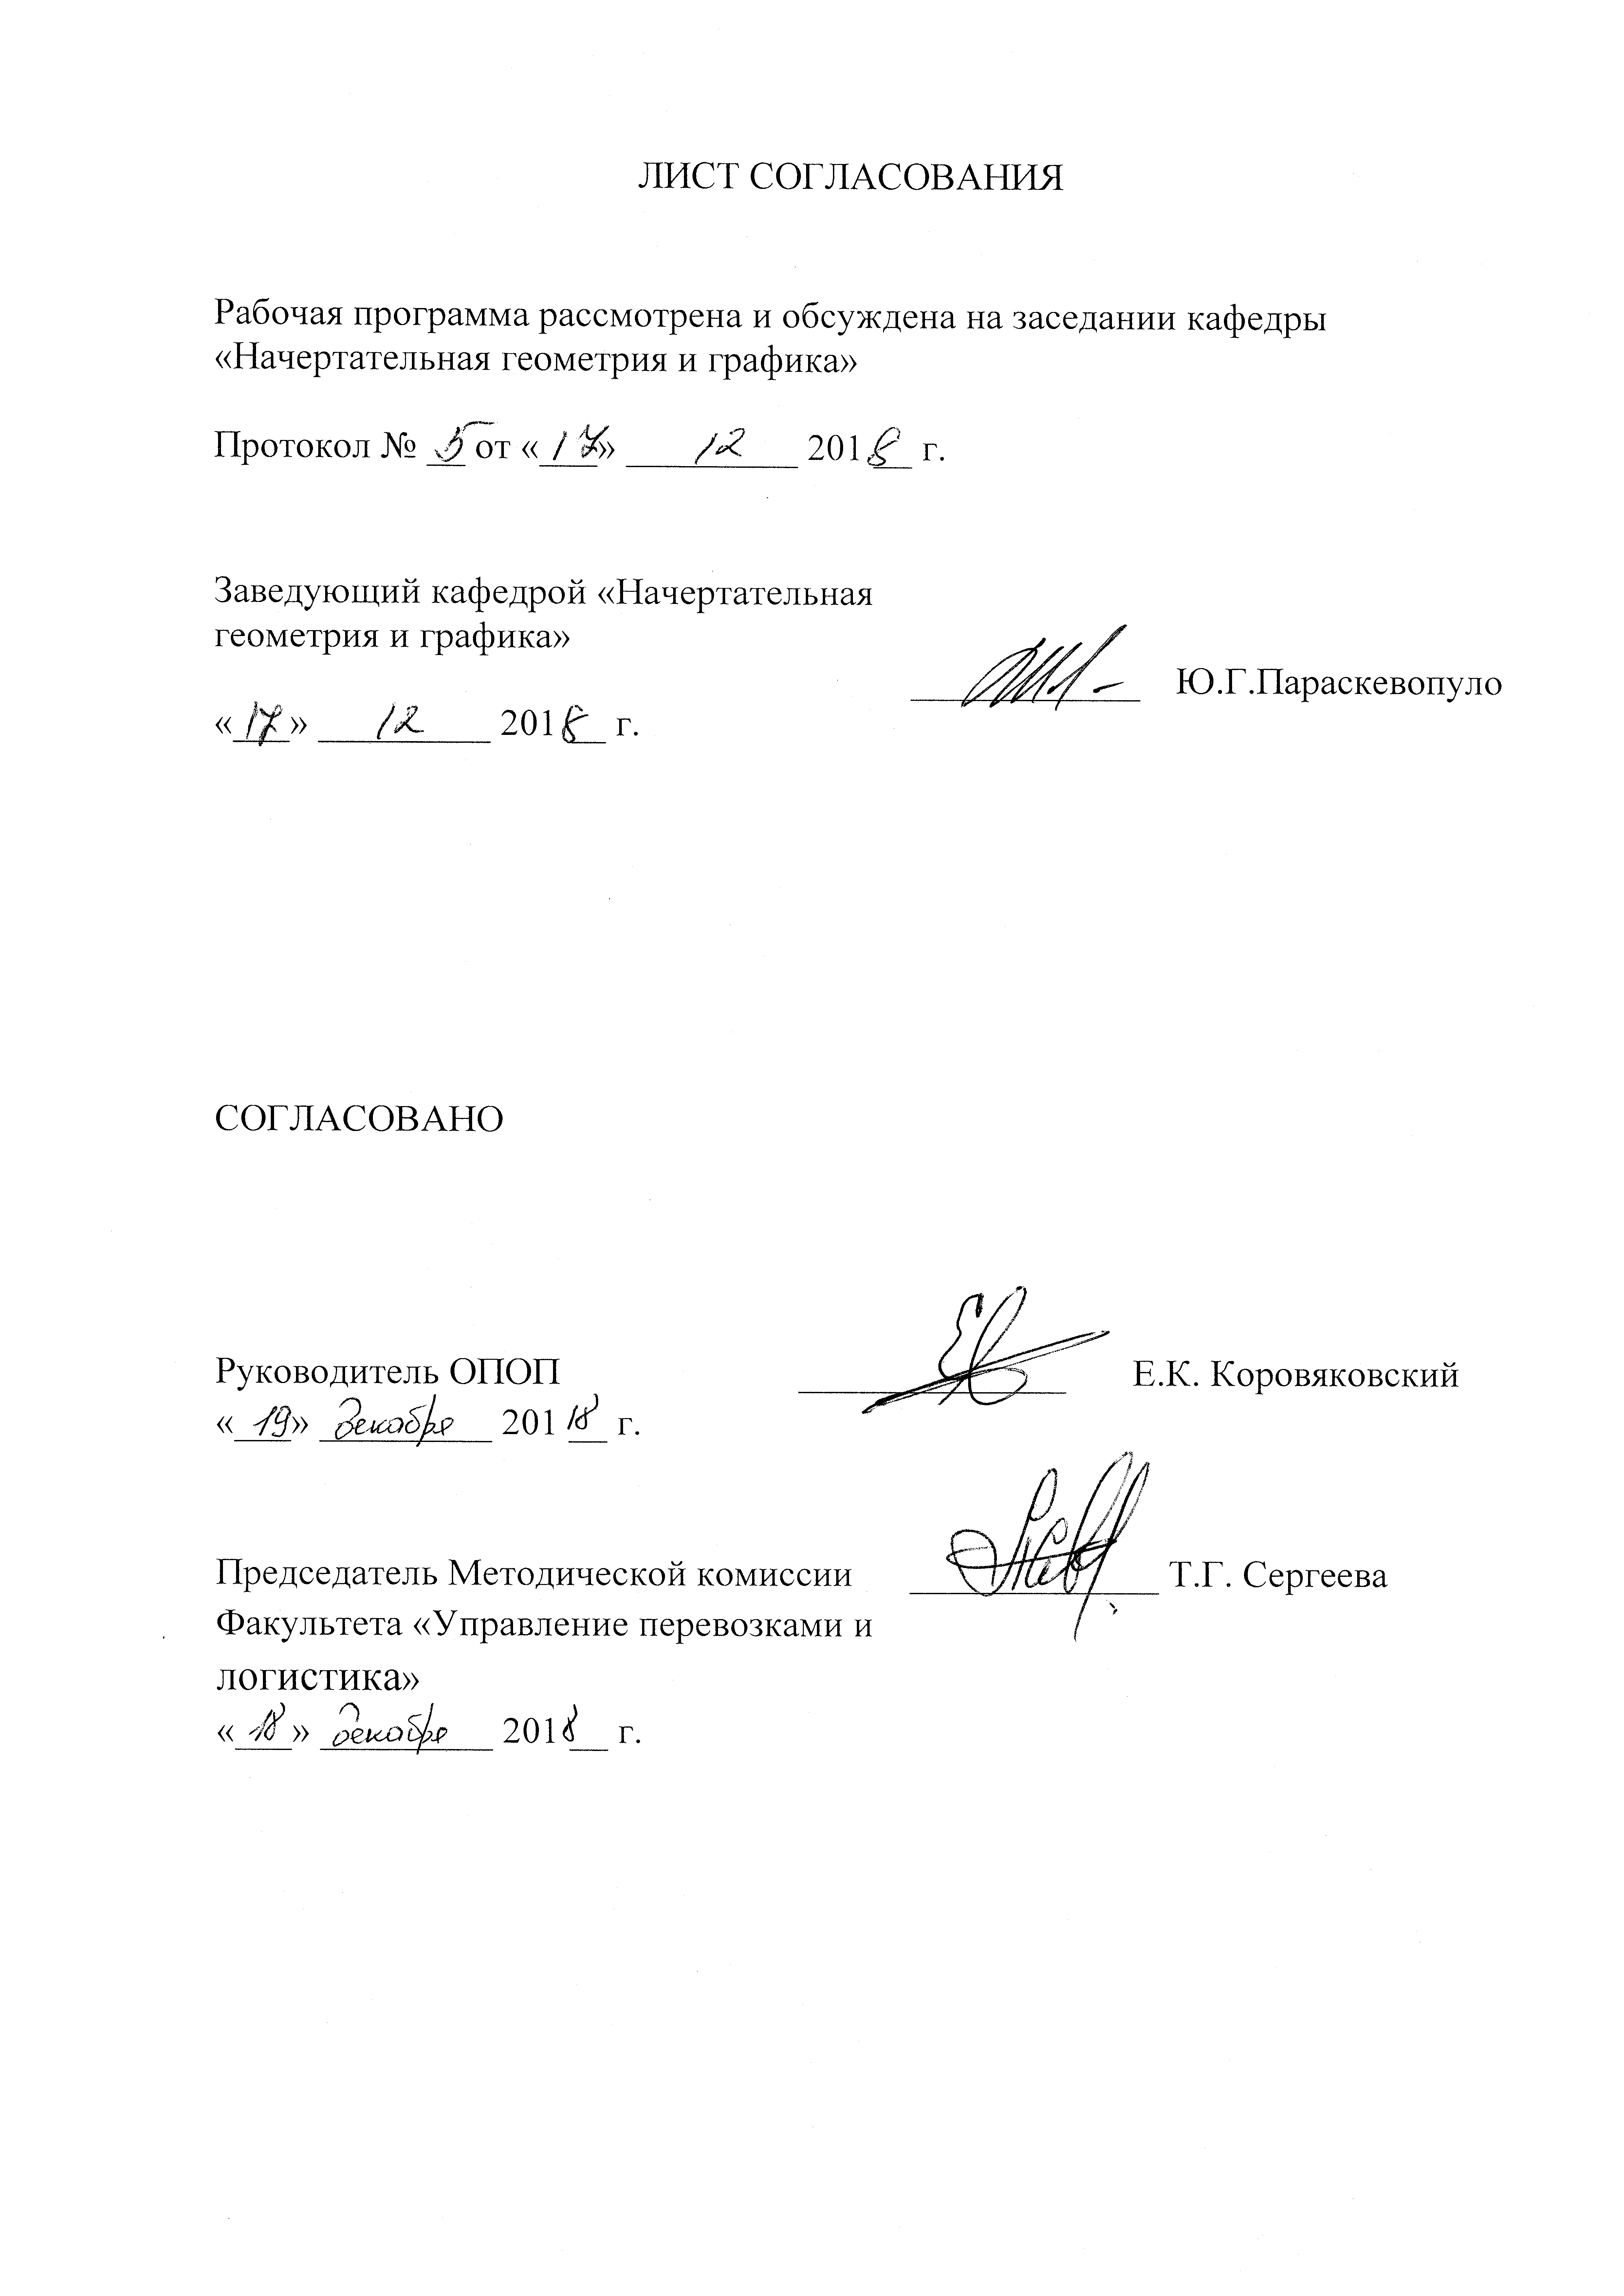 ЛИСТ СОГЛАСОВАНИЯ
Рабочая программа рассмотрена и обсуждена на заседании кафедры
«Начертательная геометрия и графика»
Протокол № 5 от «17» 12 2018 г.
Заведующий кафедрой «Начертательная
геометрия и графика»
Ю.Г.Параскевопуло
«17» 12 2018 г.
СОГЛАСОВАНО
Руководитель ОПОП Е.К. Коровяковский
«19» декабря 20118 г.
Председатель Методической комиссии Т.Г. Сергеева
Факультета «Управление перевозками и
логистика»
«18» декабря 2018 г.